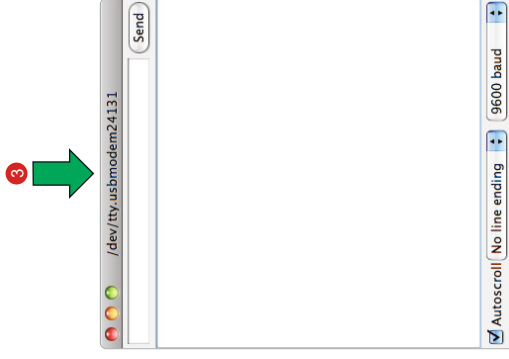 3
/dev/tty.usbmodem24131
Send
Autoscroll
No line ending
9600 baud